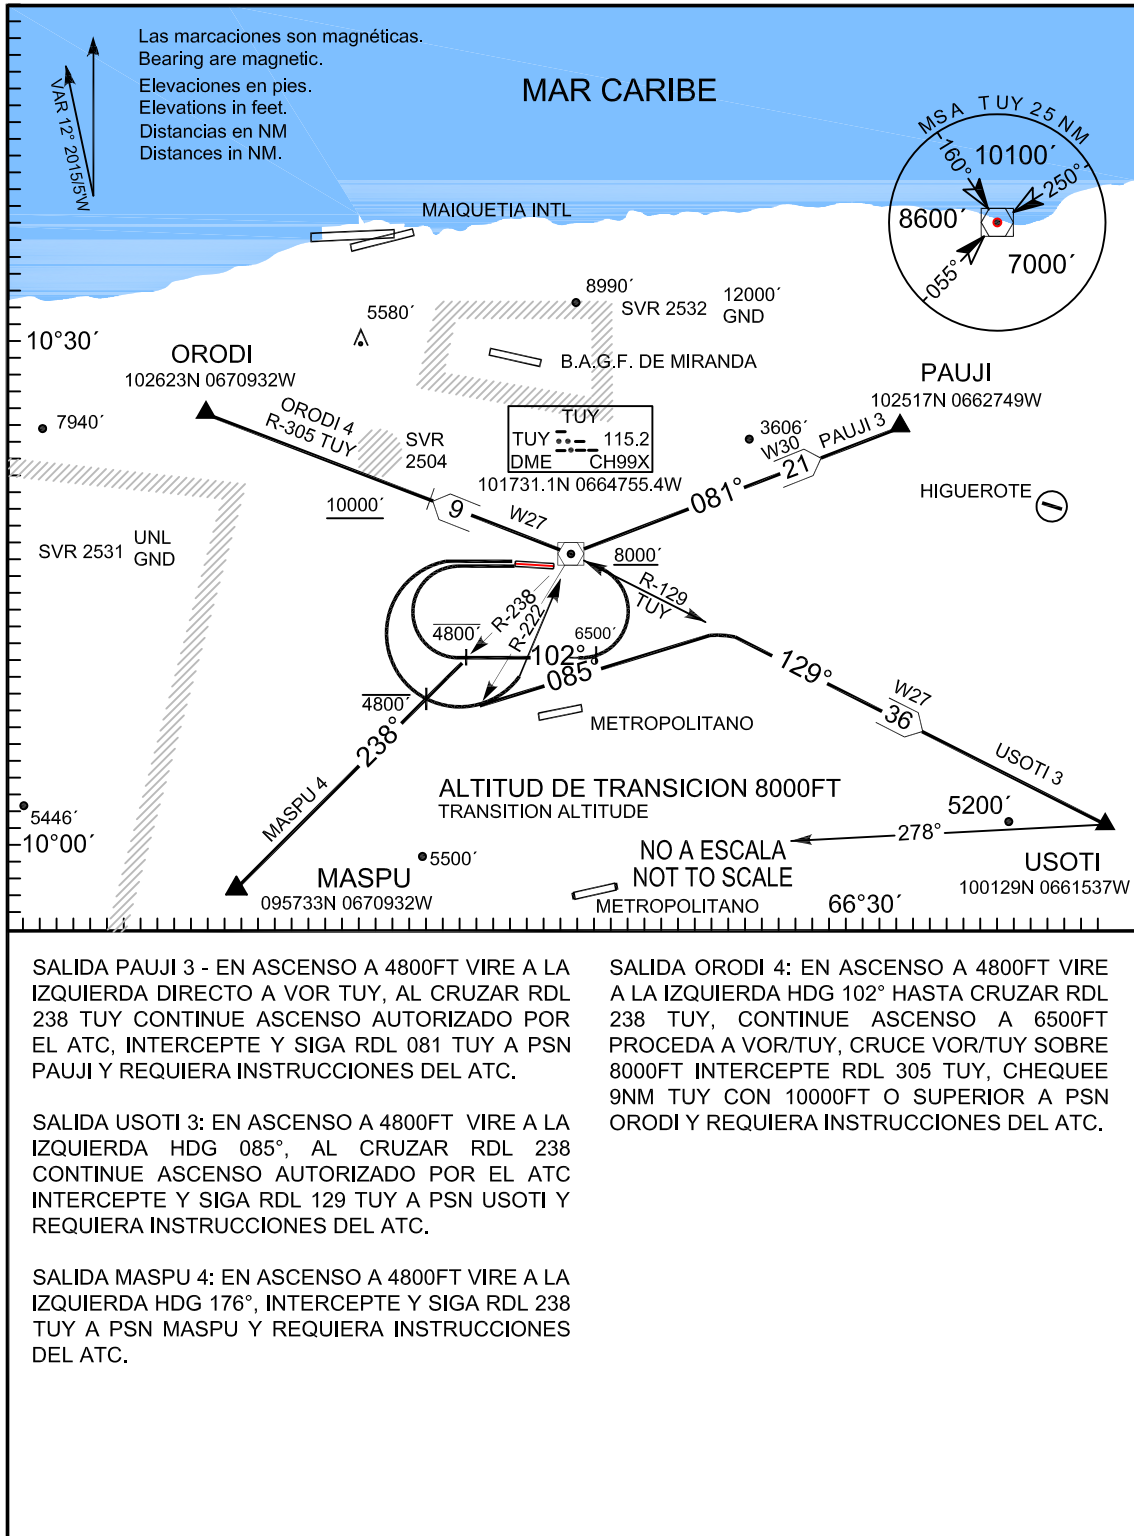 Las marcaciones son magnéticas.
Bearing are magnetic.
Elevaciones en pies.
Elevations in feet.
Distancias en NM
Distances in NM.
VAR 12° 2015/5'W
MAR CARIBE
MSA TUY 25 NM
160°
10100´
250°
8600´
7000´
055°
MAIQUETIA INTL
8990´
SVR 2532
12000´
GND
5580´
10°30´
ORODI
102623N 0670932W
B.A.G.F. DE MIRANDA
PAUJI
102517N 0662749W
7940´
ORODI 4
R-305 TUY
SVR
2504
TUY
TUY 115.2
DME CH99X
101731.1N 0664755.4W
3606´
W30
PAUJI 3
21
081°
HIGUEROTE
10000´
9
W27
SVR 2531
UNL
GND
8000´
R-129
TUY
R-238
R-222
4800´
6500´
102°
085°
4800´
129°
W27
36
METROPOLITANO
238°
USOTI 3
MASPU 4
ALTITUD DE TRANSICION 8000FT
TRANSITION ALTITUDE
5446´
10°00´
5200´
278°
5500´
NO A ESCALA
NOT TO SCALE
MASPU
095733N 0670932W
USOTI
100129N 0661537W
METROPOLITANO
66°30´
SALIDA PAUJI 3 - EN ASCENSO A 4800FT VIRE A LA
IZQUIERDA DIRECTO A VOR TUY, AL CRUZAR RDL
238 TUY CONTINUE ASCENSO AUTORIZADO POR
EL ATC, INTERCEPTE Y SIGA RDL 081 TUY A PSN
PAUJI Y REQUIERA INSTRUCCIONES DEL ATC.
SALIDA USOTI 3: EN ASCENSO A 4800FT VIRE A LA
IZQUIERDA HDG 085°, AL CRUZAR RDL 238
CONTINUE ASCENSO AUTORIZADO POR EL ATC
INTERCEPTE Y SIGA RDL 129 TUY A PSN USOTI Y
REQUIERA INSTRUCCIONES DEL ATC.
SALIDA MASPU 4: EN ASCENSO A 4800FT VIRE A LA
IZQUIERDA HDG 176°, INTERCEPTE Y SIGA RDL 238
TUY A PSN MASPU Y REQUIERA INSTRUCCIONES
DEL ATC.
SALIDA ORODI 4: EN ASCENSO A 4800FT VIRE
A LA IZQUIERDA HDG 102° HASTA CRUZAR RDL
238 TUY, CONTINUE ASCENSO A 6500FT
PROCEDA A VOR/TUY, CRUCE VOR/TUY SOBRE
8000FT INTERCEPTE RDL 305 TUY, CHEQUEE
9NM TUY CON 10000FT O SUPERIOR A PSN
ORODI Y REQUIERA INSTRUCCIONES DEL ATC.